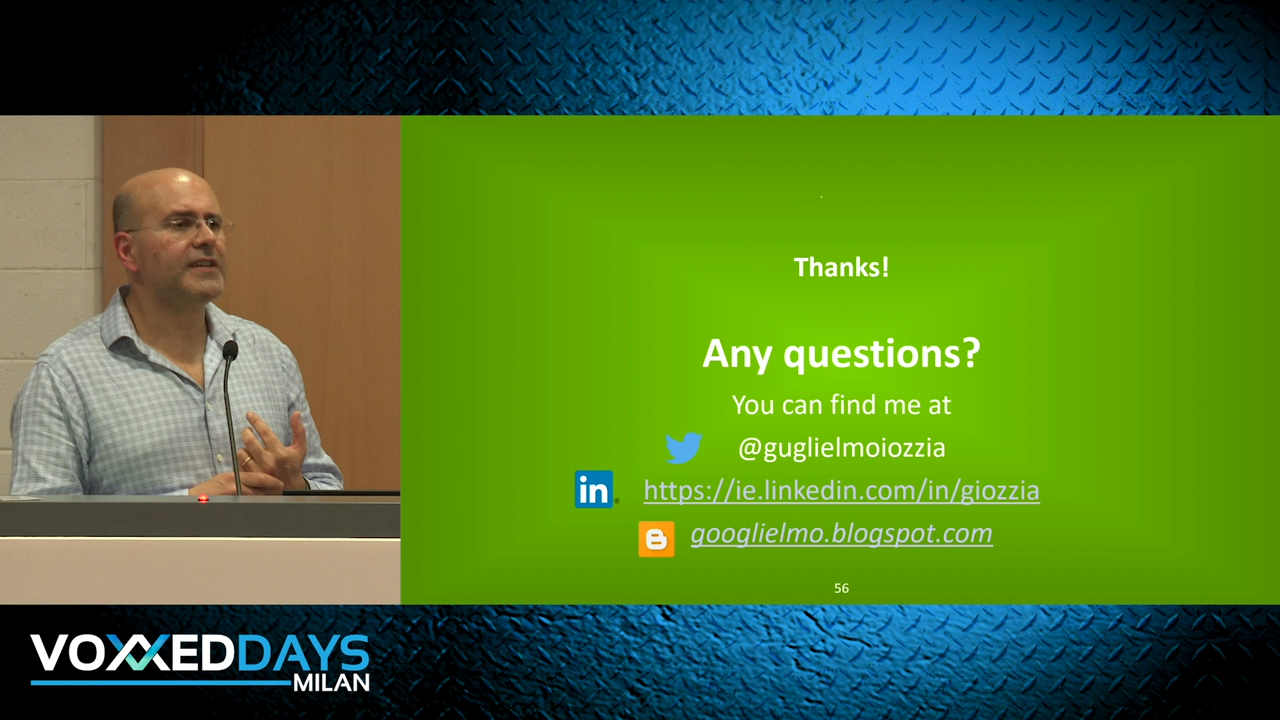 Thanks!
Any questions?
You can find me at
@guglielmoiozzia
in
https://ie.linkedin.com/in/giozzia
googlielmo.blogspot.com
56
VOXXEDDAYS
MILAN